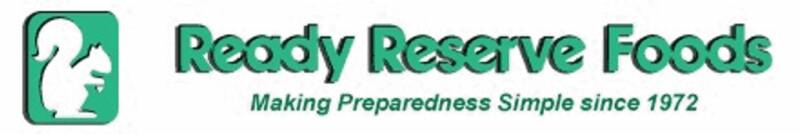 Ready Reserve Foods
Making Preparedness Simple since 1972